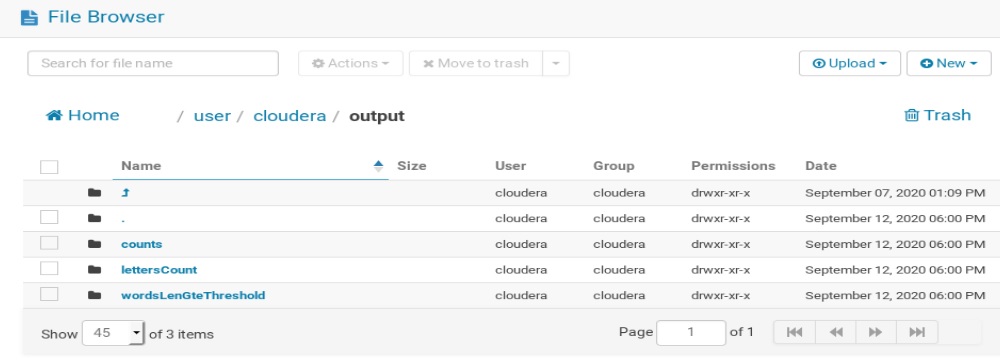 File Browser
Search for file name Actions Move to trash Upload New
Home / user / cloudera / output Trash
Name Size User Group Permissions Date
cloudera cloudera drwxr-xr-x September 07, 2020 01:09 PM
. cloudera cloudera drwxr-xr-x September 12, 2020 06:00 PM
counts cloudera cloudera drwxr-xr-x September 12, 2020 06:00 PM
lettersCount cloudera cloudera drwxr-xr-x September 12, 2020 06:00 PM
wordsLenGteThreshold cloudera cloudera drwxr-xr-x September 12, 2020 06:00 PM
Show 45 of 3 items Page 1 of 1